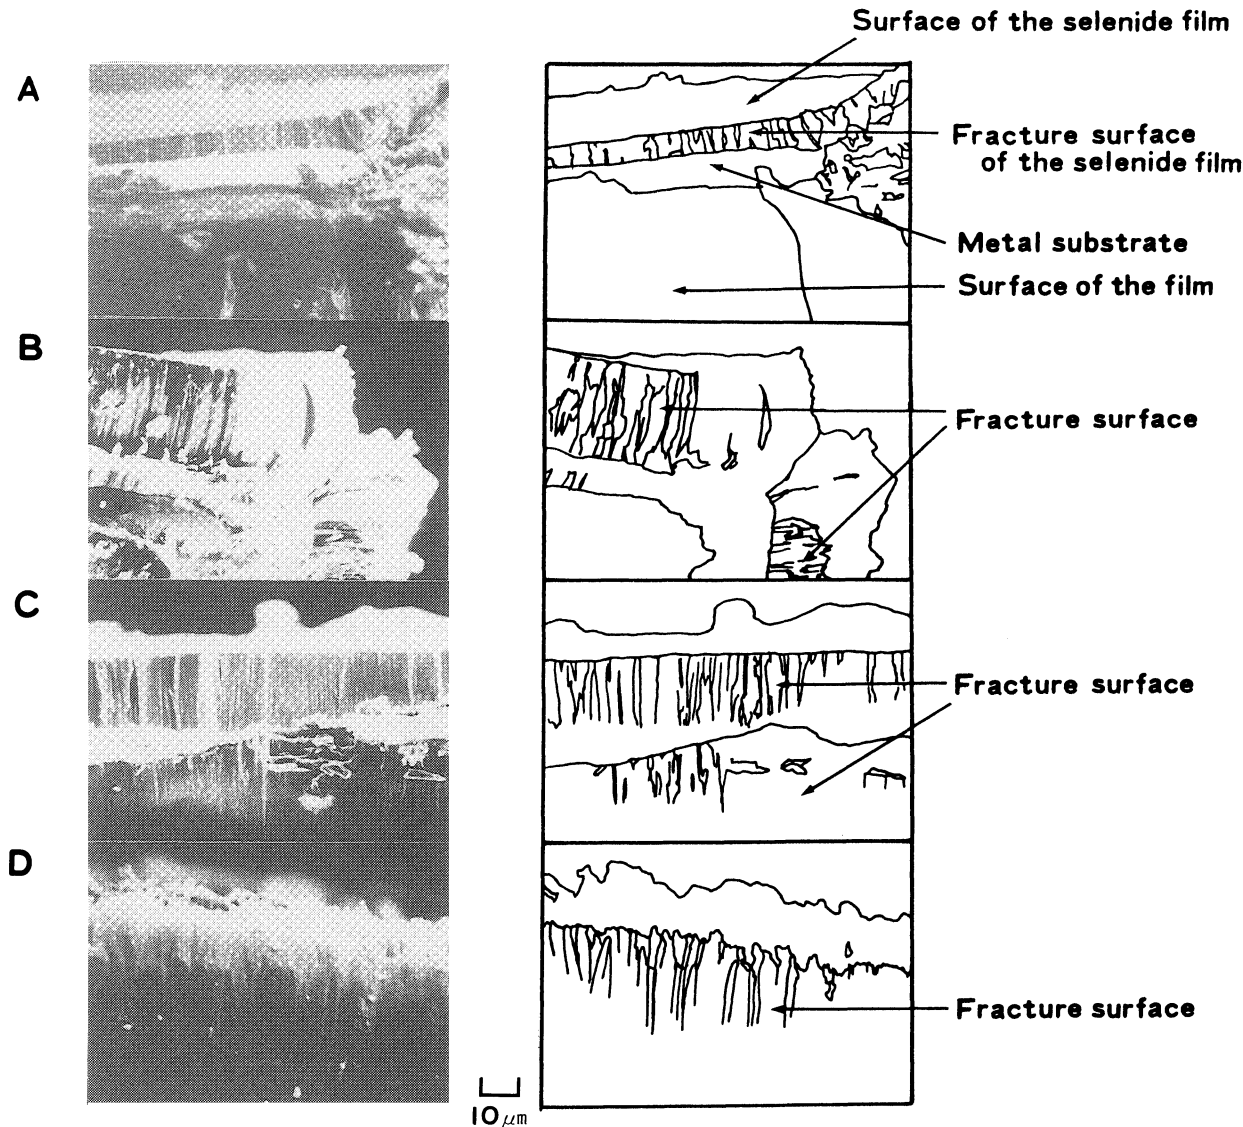 Surface of the selenide film
A
Fracture surface
of the selenide film
Metal substrate
Surface of the film
B
Fracture surface
C
Fracture surface
D
Fracture surface
10 μm